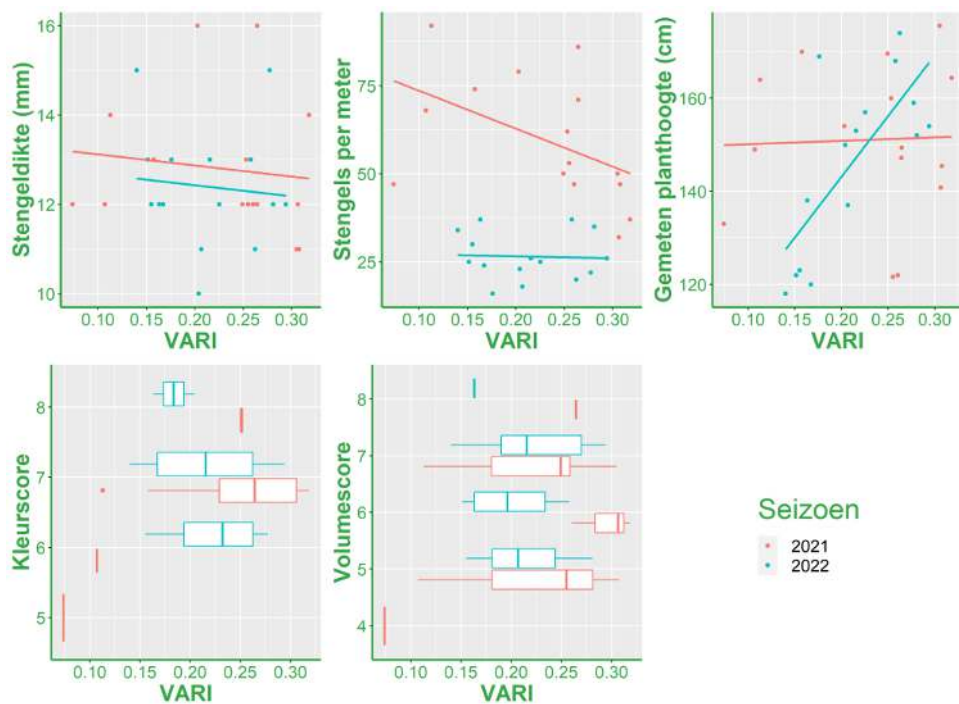 Stengeldikte (mm)
16
14
12
10
0.10 0.15 0.20 0.25 0.30
VARI
Stengels per meter
75
50
25
0.10 0.15 0.20 0.25 0.30
VARI
Gemeten planthoogte (cm)
160
140
120
0.10 0.15 0.20 0.25 0.30
VARI
Kleurscore
8
7
6
5
0.10 0.15 0.20 0.25 0.30
VARI
Volumescore
8
7
6
5
4
0.10 0.15 0.20 0.25 0.30
VARI
Seizoen
2021
2022